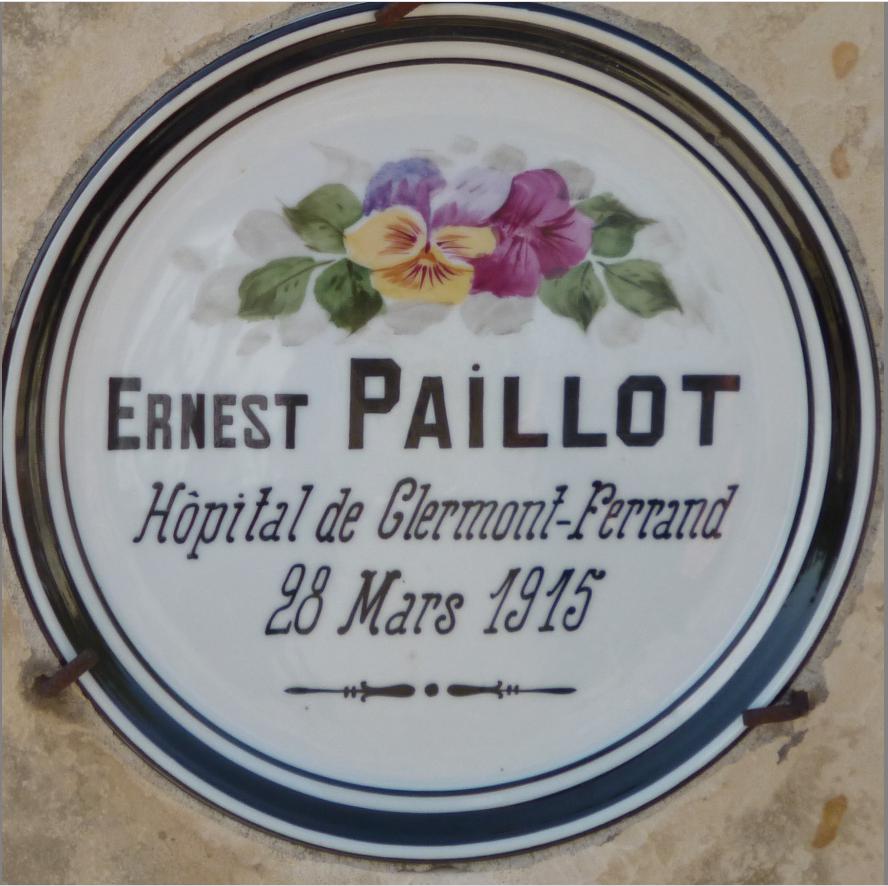 ERNEST PAiLLOT
Hôpital de Clermont-Ferrand
28 Mars 1915